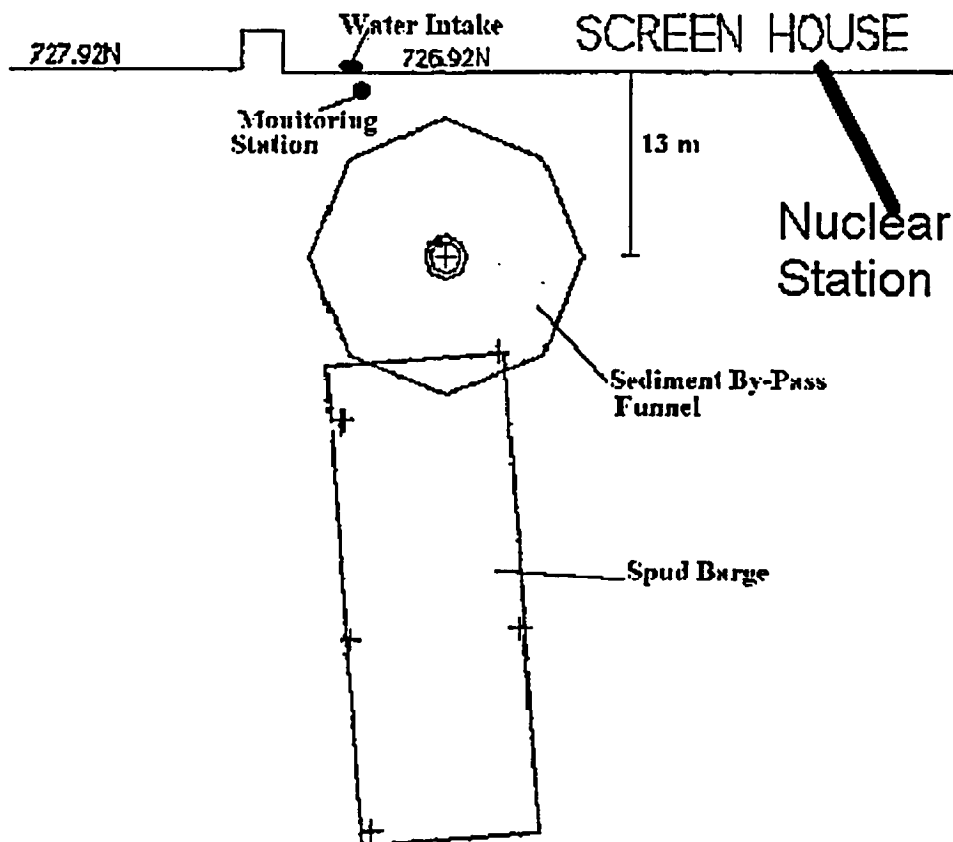 Water Intake
SCREEN HOUSE
727.92N
726.92N
Monitoring
Station
13 m
Nuclear
Station
Sediment By-Pass
Funnel
Spud Barge